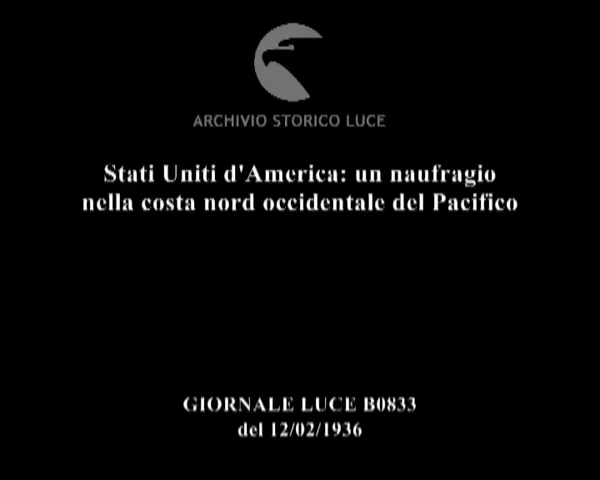 ARCHIVIO STORICO LUCE
Stati Uniti d'America: un naufragio
nella costa nord occidentale del Pacifico
GIORNALE LUCE B0833
del 12/02/1936